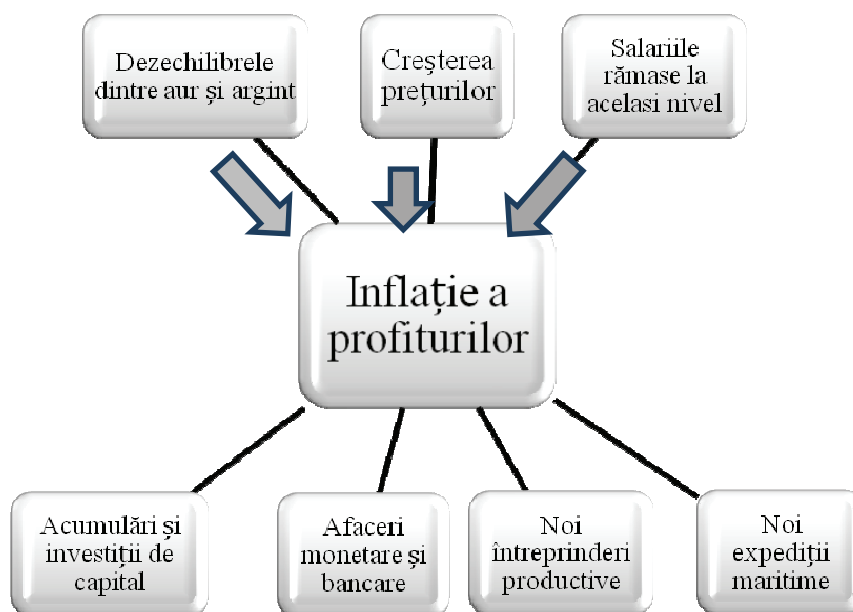 Dezechilibrele
dintre aur și argint
Creșterea
prețurilor
Salariile
rămase la
acelasi nivel
Inflație a
profiturilor
Acumulări și
investiții de
capital
Afaceri
monetare și
bancare
Noi
întreprinderi
productive
Noi
expediții
maritime